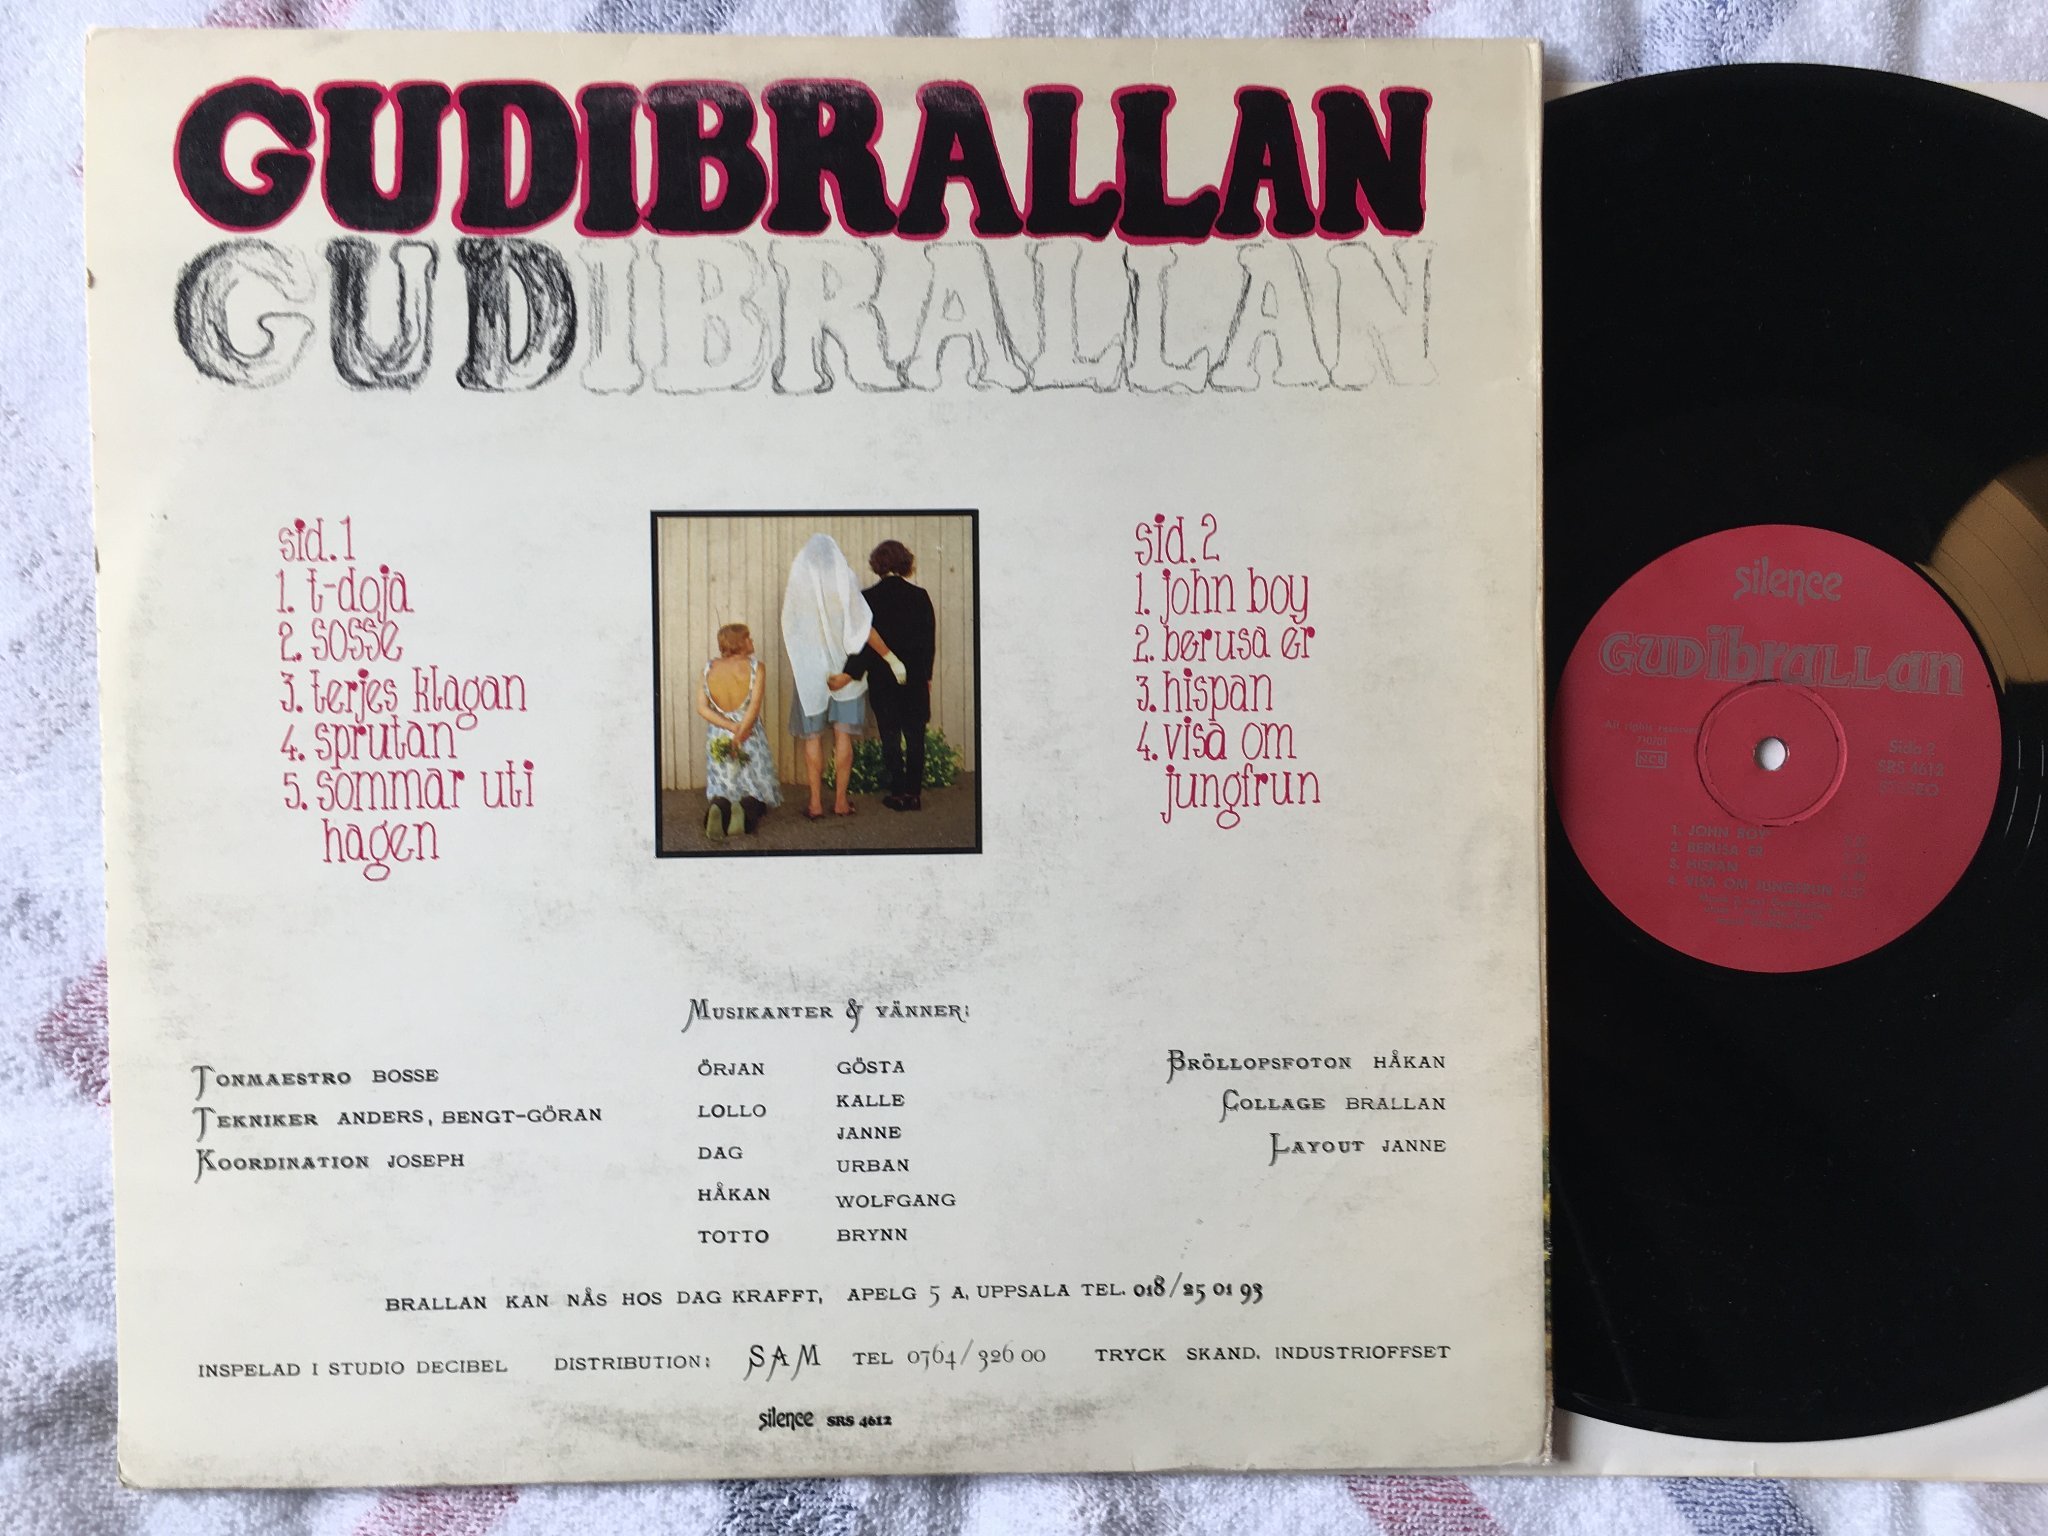 GUDIBRALLAN
GUDIBRALLAN
sid.1
1. t-doja
2. sosse
3. terjes klagan
4. sprutan
5. sommar uti
hagen
sid.2
1. john boy
2. berusa er
3. hispan
4. visa om
jungfrun
MUSIKANTER & VÄNNER:
TONMAESTRO BOSSE
TEKNIKER ANDERS, BENGT-GÖRAN
KOORDINATION JOSEPH
ÖRJAN
LOLLO
DAG
HÅKAN
TOTTO
GÖSTA
KALLE
JANNE
URBAN
WOLFGANG
BRYNN
BRÖLLOPSFOTON HÅKAN
COLLAGE BRALLAN
LAYOUT JANNE
BRALLAN KAN NÅS HOS DAG KRAFFT, APELG 5 A, UPPSALA TEL. 018/25 01 93
INSPELAD I STUDIO DECIBEL DISTRIBUTION: SAM TEL 0764/326 00 TRYCK SKAND. INDUSTRIOFFSET
silence SRS 4612
silence
GUDibrALLan
All rights reserved
NCB
Sida 2
SRS 4612
STEREO
1. JOHN BOY
2. BERUSA ER
3. HISPAN
4. VISA OM JUNGFRUN